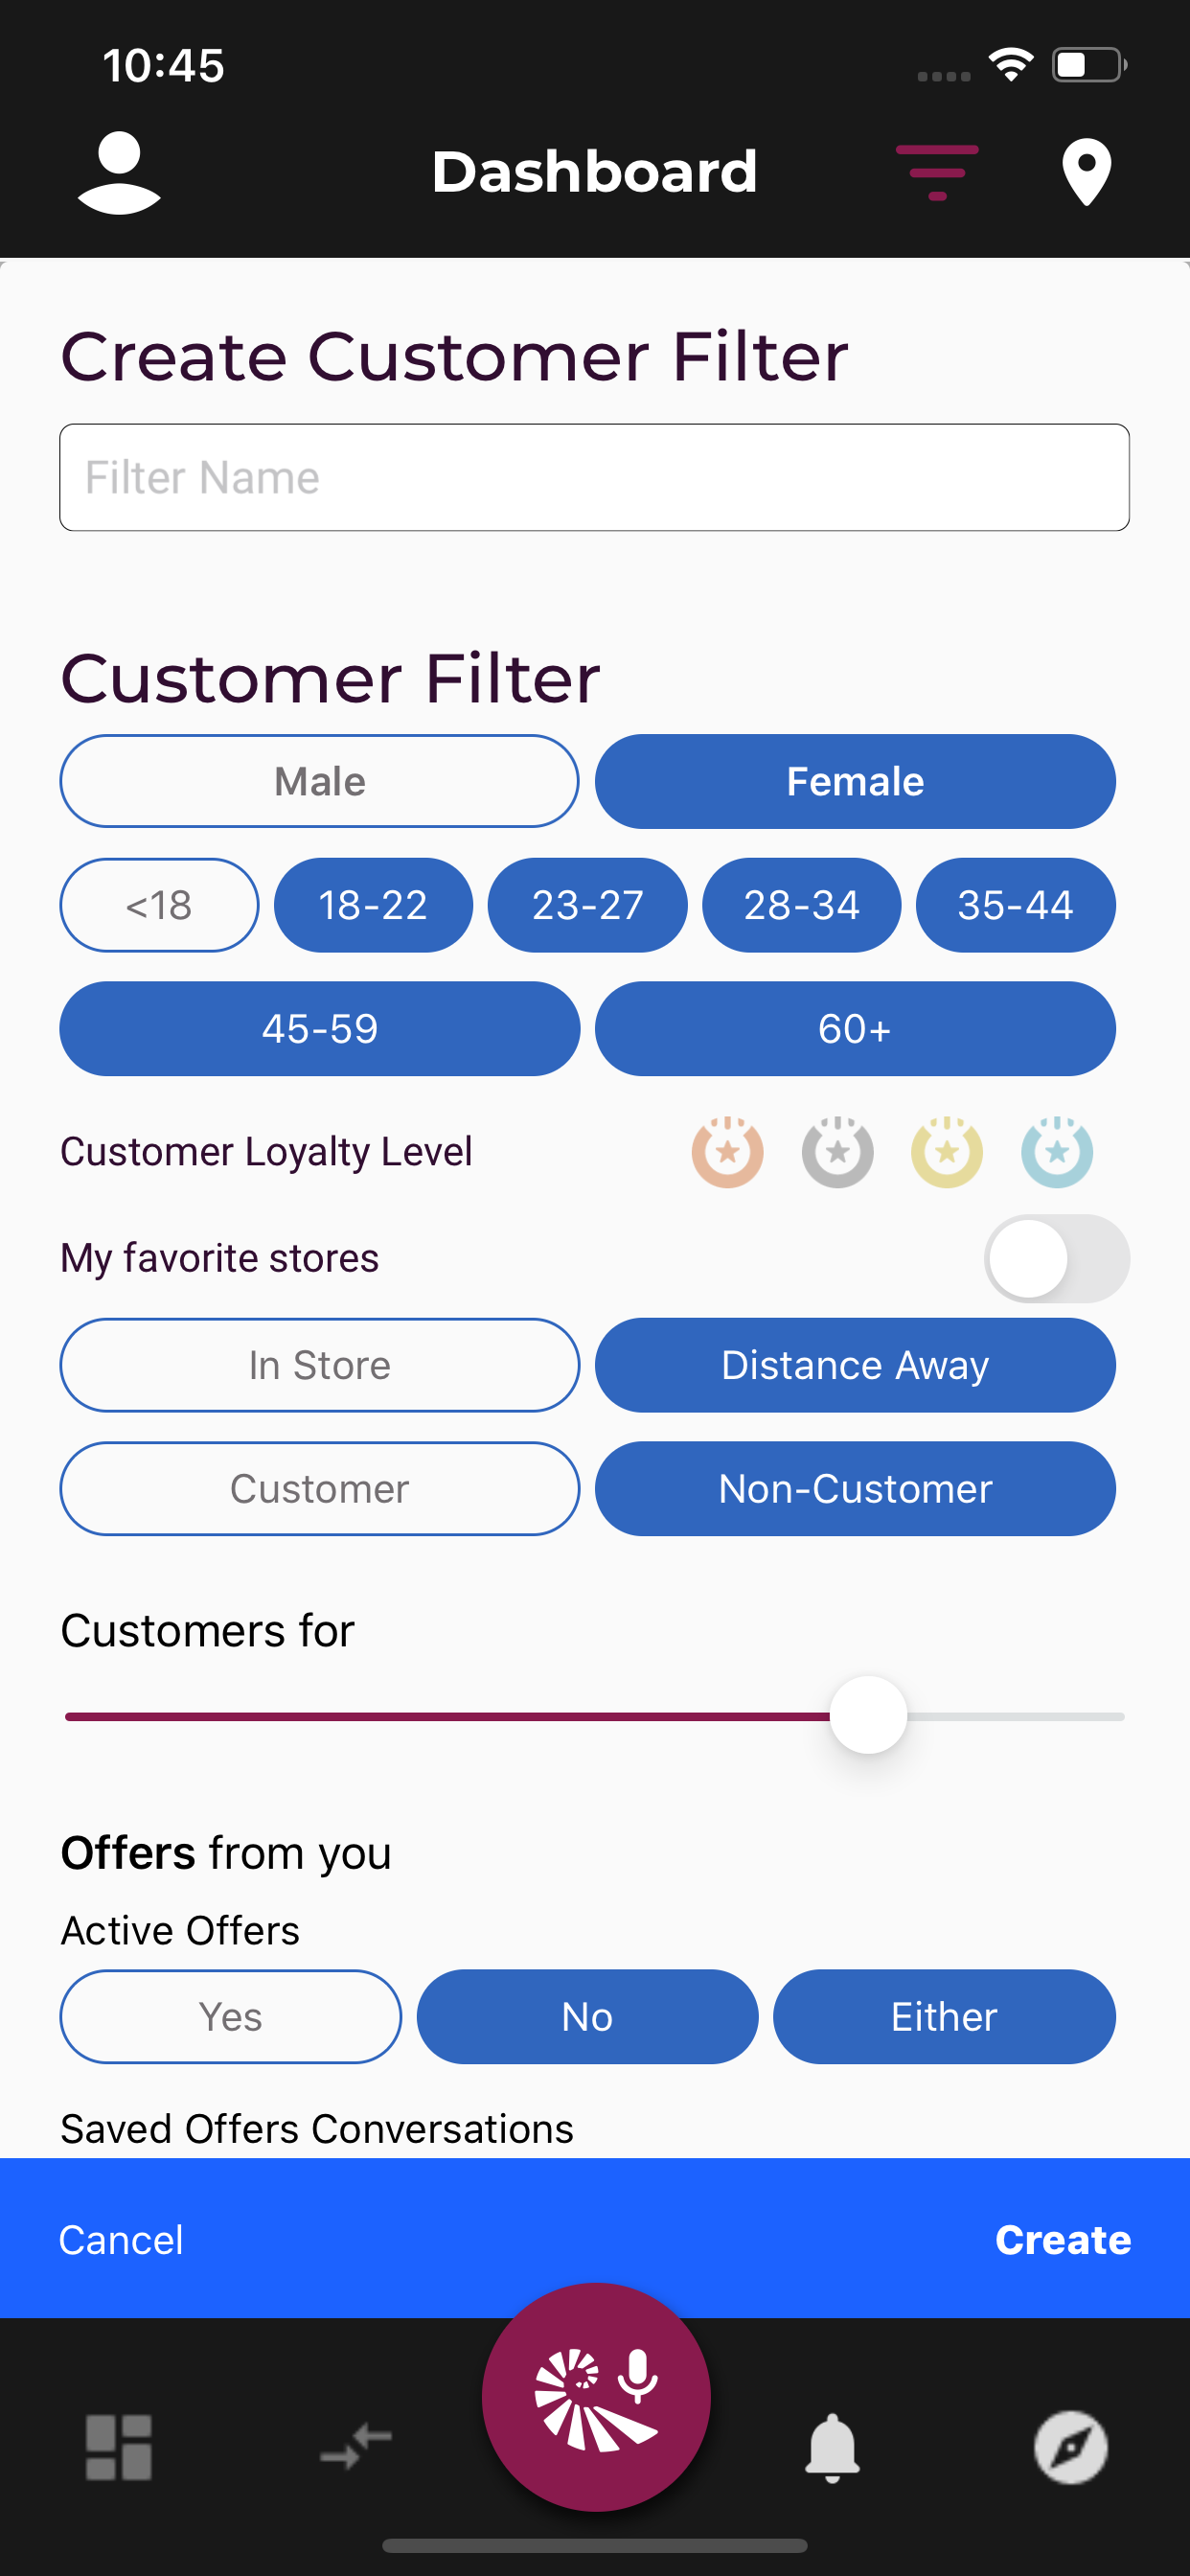 10:45
Dashboard
Create Customer Filter
Filter Name
Customer Filter
Male Female
<18 18-22 23-27 28-34 35-44
45-59 60+
Customer Loyalty Level
My favorite stores
In Store Distance Away
Customer Non-Customer
Customers for
Offers from you
Active Offers
Yes No Either
Saved Offers Conversations
Cancel Create